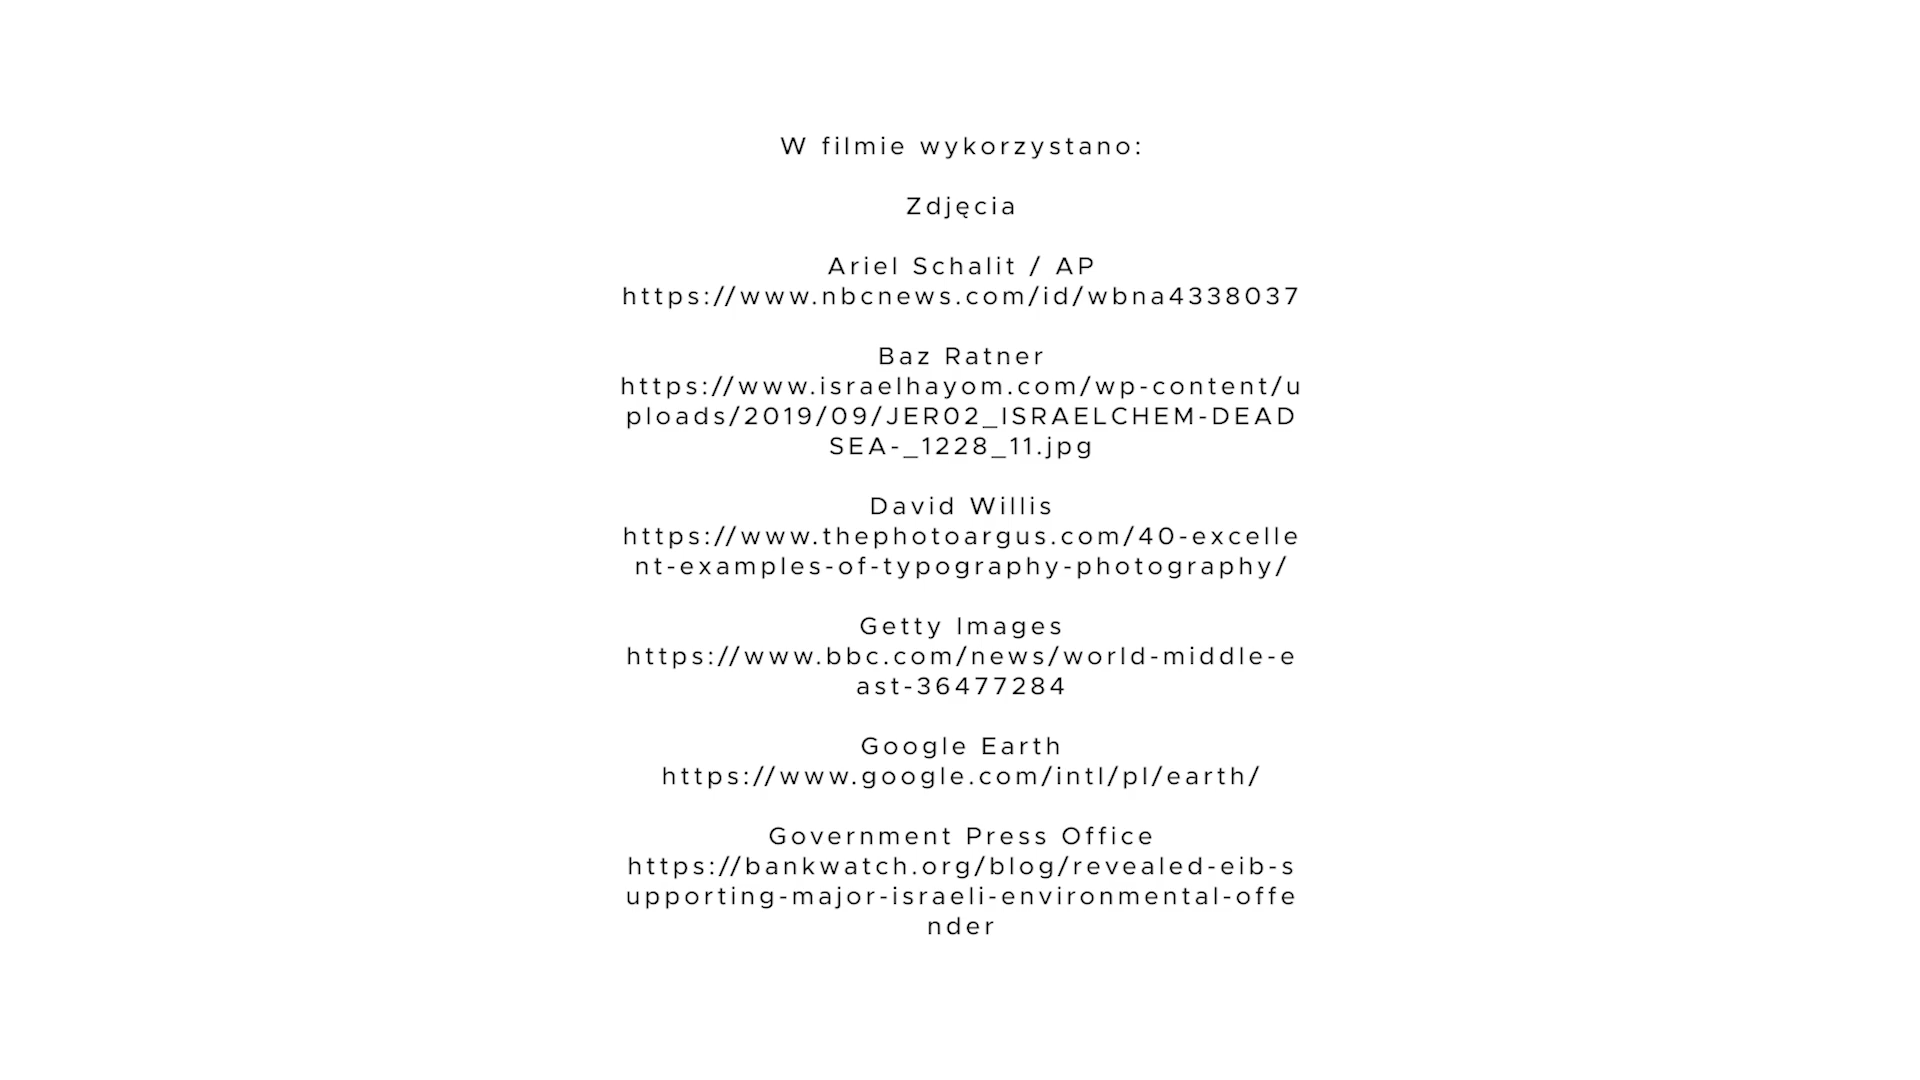 W filmie wykorzystano:
Zdjęcia
Ariel Schalit / AP
https://www.nbcnews.com/id/wbna4338037
Baz Ratner
https://www.israelhayom.com/wp-content/u
ploads/2019/09/JER02_ISRAELCHEM-DEAD
SEA-_1228_11.jpg
David Willis
https://www.thephotoargus.com/40-excelle
nt-examples-of-typography-photography/
Getty Images
https://www.bbc.com/news/world-middle-e
ast-36477284
Google Earth
https://www.google.com/intl/pl/earth/
Government Press Office
https://bankwatch.org/blog/revealed-eib-s
upporting-major-israeli-environmental-offe
nder